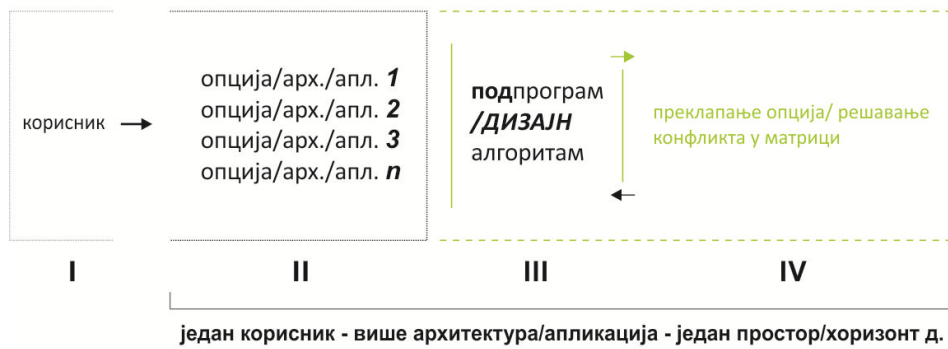 корисник
опција/арх./апл. 1
опција/арх./апл. 2
опција/арх./апл. 3
опција/арх./апл. n
подпрограм
/ДИЗАЈН
алгоритам
преклапање опција/ решавање
конфликта у матрици
I
II
III
IV
један корисник - више архитектура/апликација - један простор/хоризонт д.